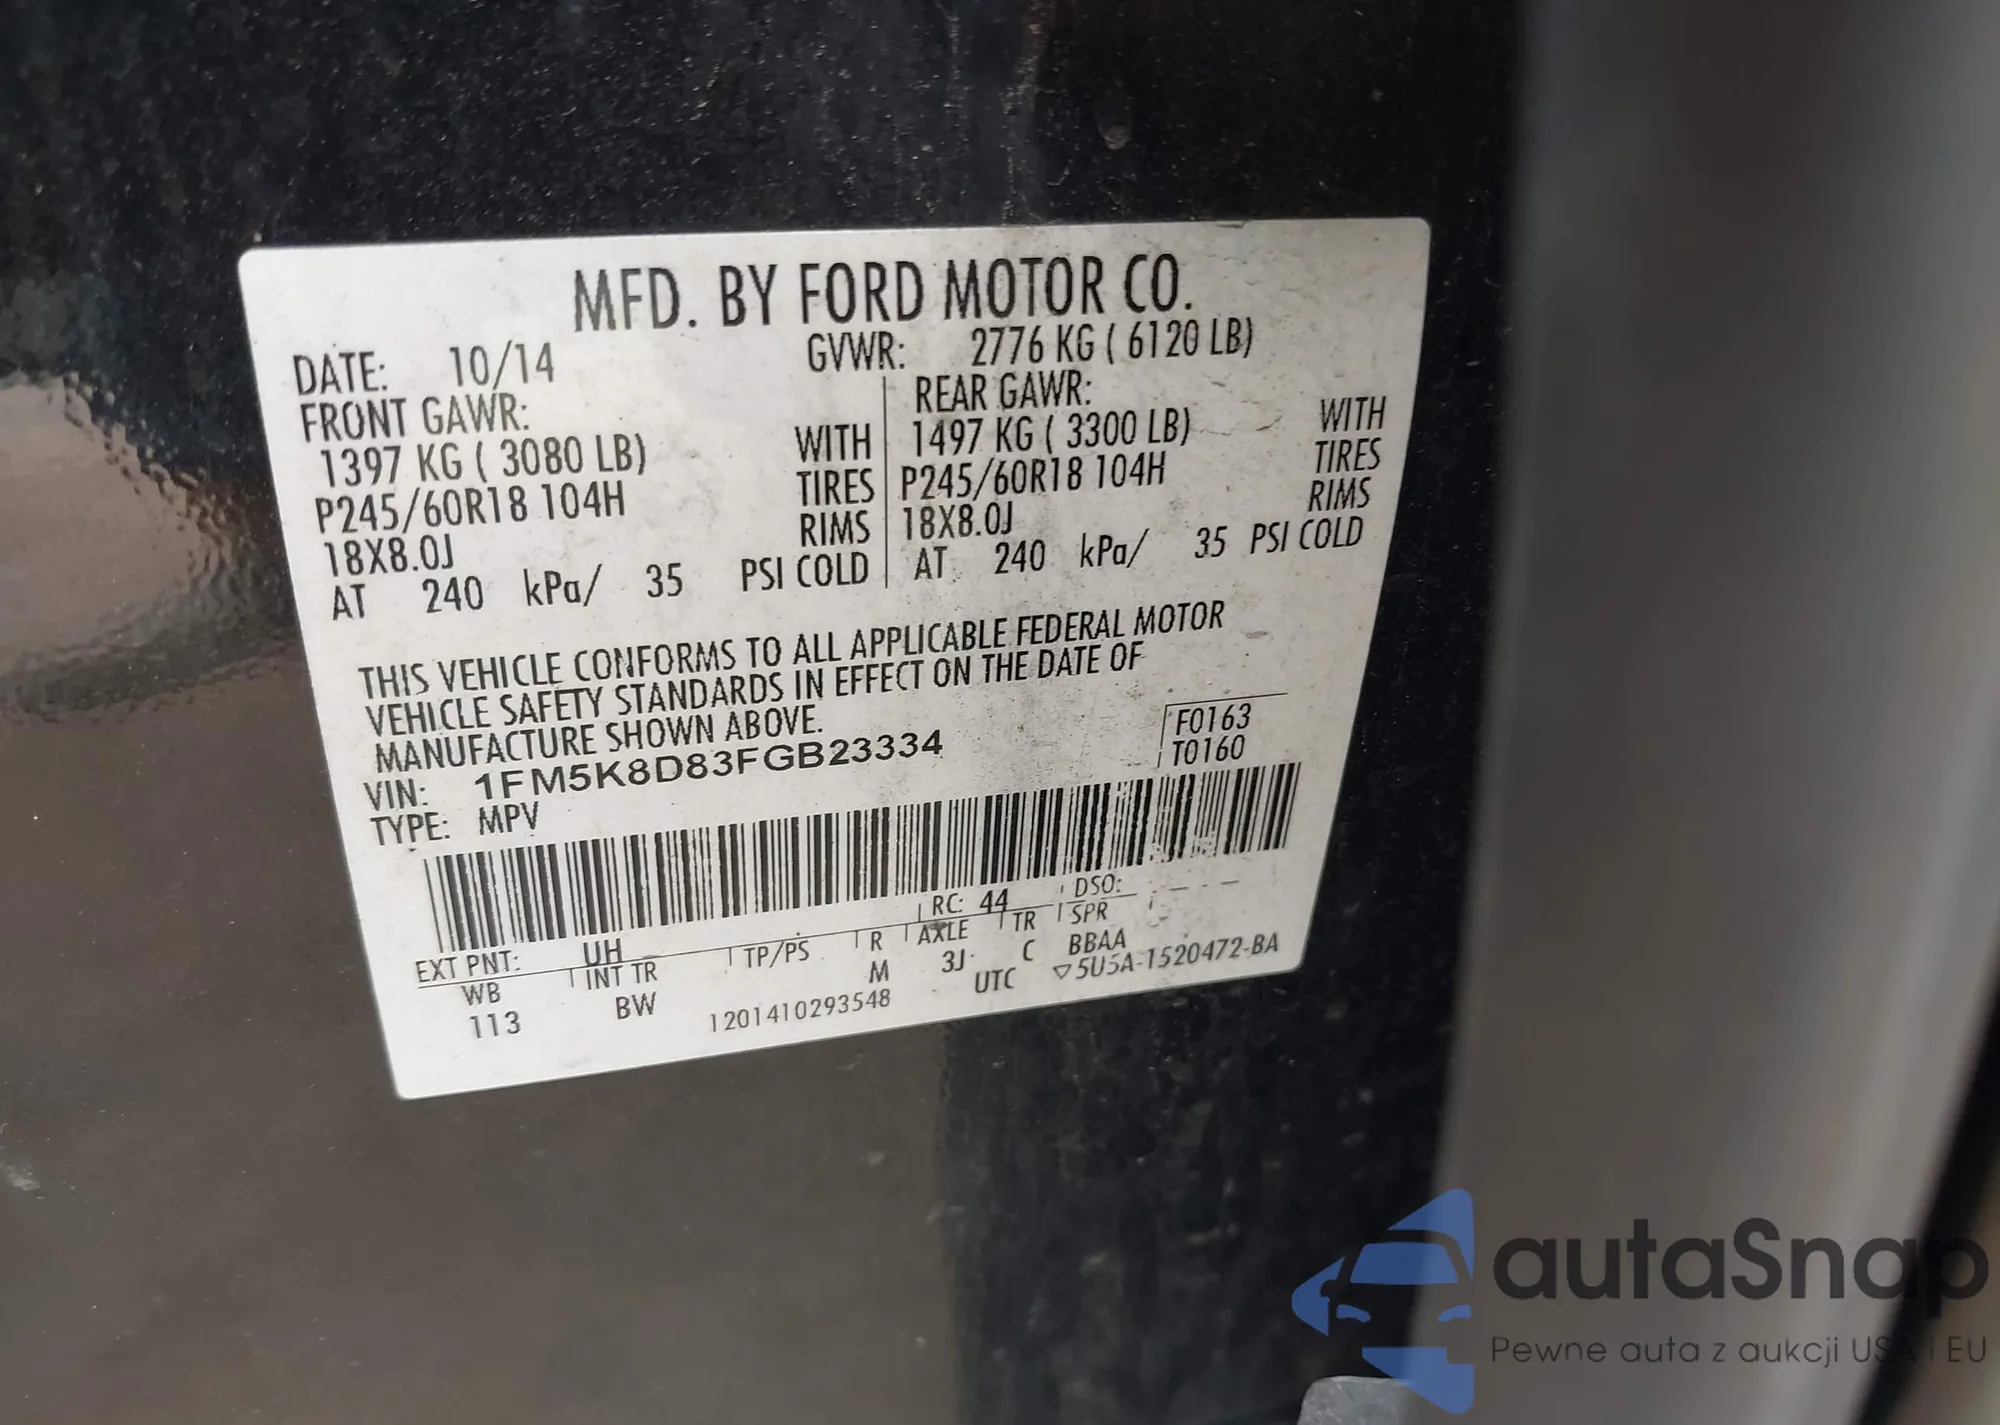 MFD. BY FORD MOTOR CO.
DATE: 10/14 GVWR: 2776 KG ( 6120 LB)
FRONT GAWR: REAR GAWR:
1397 KG ( 3080 LB) WITH 1497 KG ( 3300 LB) WITH
P245/60R18 104H TIRES P245/60R18 104H TIRES
18X8.0J RIMS 18X8.0J RIMS
AT 240 kPa/ 35 PSI COLD AT 240 kPa/ 35 PSI COLD
THIS VEHICLE CONFORMS TO ALL APPLICABLE FEDERAL MOTOR
VEHICLE SAFETY STANDARDS IN EFFECT ON THE DATE OF
MANUFACTURE SHOWN ABOVE.
F0163
VIN: 1FM5K8D83FGB23334
T0160
TYPE: MPV
EXT PNT: UH RC: 44 DSO:
WB INT TR TP/PS R AXLE TR SPR
113 BW M 3J C BBAA
1201410293548 UTC ▽5U5A-1520472-BA
autaSnap
Pewne auta z aukcji USA i EU